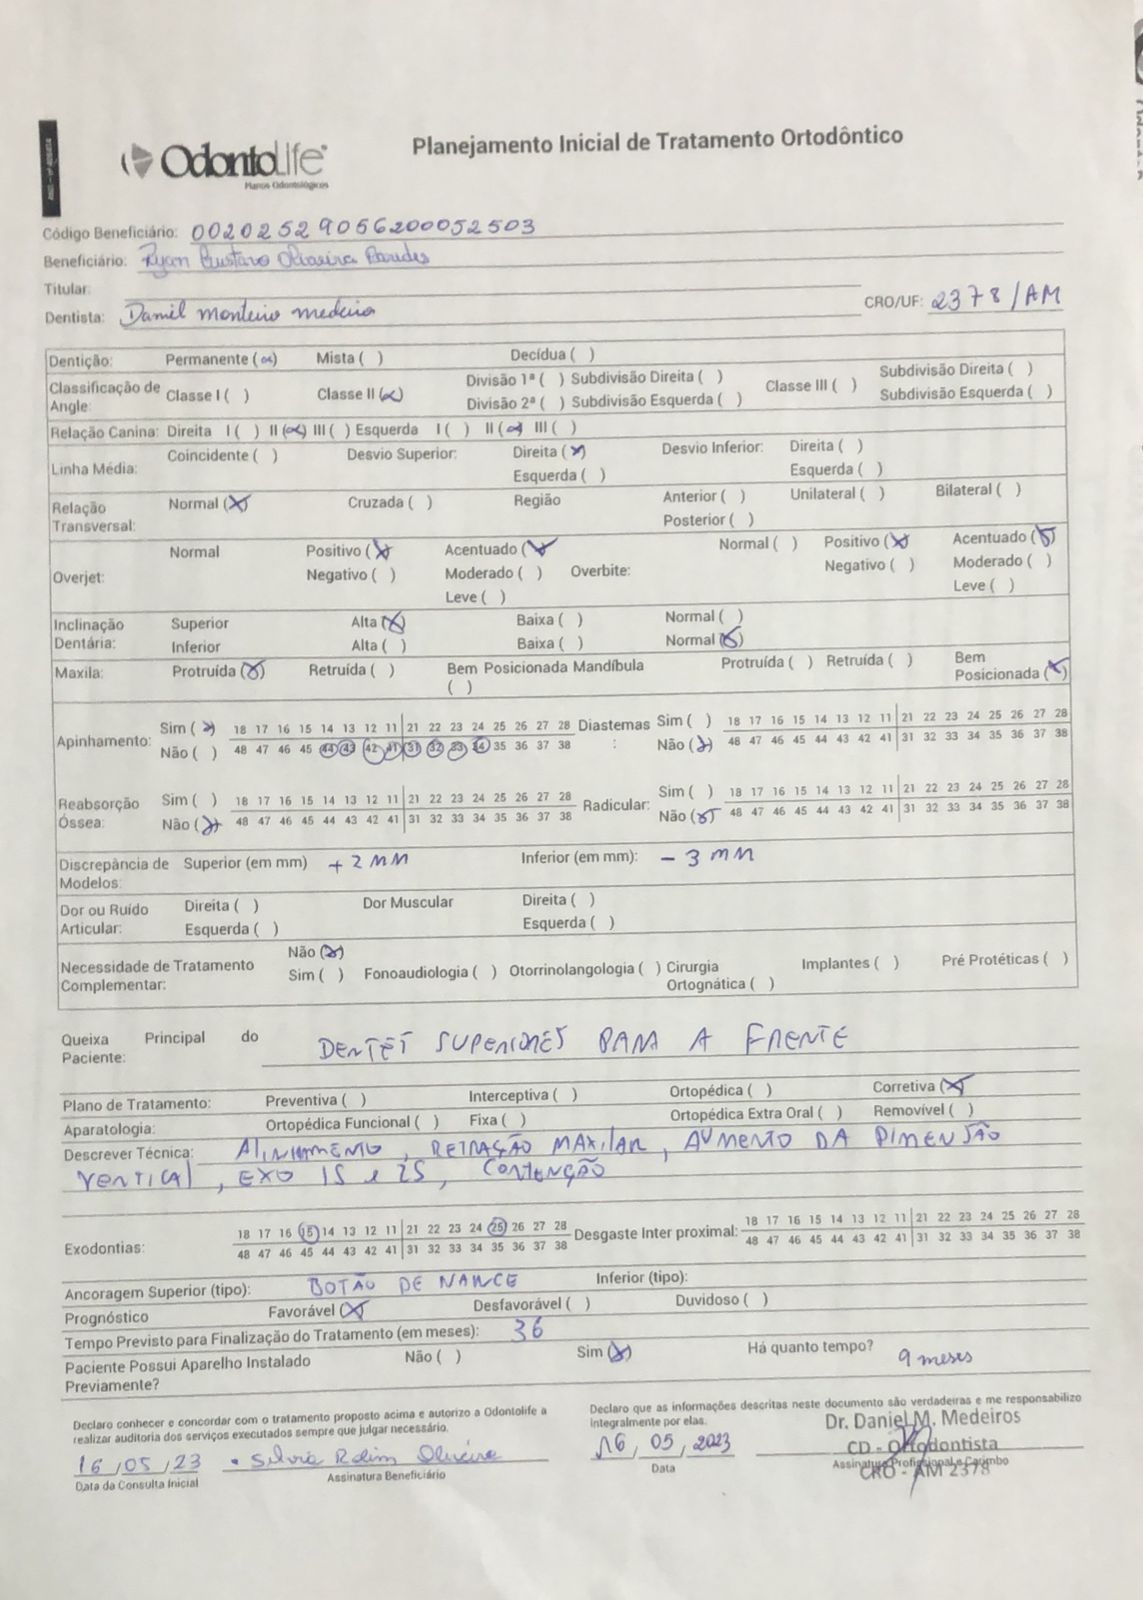 OdontoLife
Planos Odontológicos
Planejamento Inicial de Tratamento Ortodôntico
Código Beneficiário: 00202529056200052503
Beneficiário: Ryan Gustavo Oliveira Paredes
Titular:
Dentista: Daniel Monteiro Medeiros CRO/UF: 2378/AM
Dentição: Permanente (x) Mista ( ) Decídua ( )
Classificação de Angle: Classe I ( ) Classe II (x) Divisão 1ª ( ) Subdivisão Direita ( ) Classe III ( ) Subdivisão Direita ( )
Divisão 2ª ( ) Subdivisão Esquerda ( ) Subdivisão Esquerda ( )
Relação Canina: Direita I ( ) II (x) III ( ) Esquerda I ( ) II (x) III ( )
Linha Média: Coincidente ( ) Desvio Superior: Direita (x) Desvio Inferior: Direita ( )
Esquerda ( ) Esquerda ( )
Relação Transversal: Normal (x) Cruzada ( ) Região Anterior ( ) Unilateral ( ) Bilateral ( )
Posterior ( )
Overjet: Normal Positivo (x) Acentuado (x) Overbite: Normal ( ) Positivo (x) Acentuado (x)
Negativo ( ) Moderado ( ) Negativo ( ) Moderado ( )
Leve ( ) Leve ( )
Inclinação Dentária: Superior Alta (x) Baixa ( ) Normal ( )
Inferior Alta ( ) Baixa ( ) Normal (x)
Maxila: Protruída (x) Retruída ( ) Bem Posicionada ( ) Mandíbula Protruída ( ) Retruída ( ) Bem Posicionada (x)
Apinhamento: Sim (x) 18 17 16 15 14 13 12 11 21 22 23 24 25 26 27 28 Diastemas: Sim ( ) 18 17 16 15 14 13 12 11 21 22 23 24 25 26 27 28
Não ( ) 48 47 46 45 44 43 42 41 31 32 33 34 35 36 37 38 Não (x) 48 47 46 45 44 43 42 41 31 32 33 34 35 36 37 38
Reabsorção Óssea: Sim ( ) 18 17 16 15 14 13 12 11 21 22 23 24 25 26 27 28 Radicular: Sim ( ) 18 17 16 15 14 13 12 11 21 22 23 24 25 26 27 28
Não (x) 48 47 46 45 44 43 42 41 31 32 33 34 35 36 37 38 Não (x) 48 47 46 45 44 43 42 41 31 32 33 34 35 36 37 38
Discrepância de Modelos: Superior (em mm) + 2 MM Inferior (em mm): - 3 MM
Dor ou Ruído Articular: Direita ( ) Dor Muscular Direita ( )
Esquerda ( ) Esquerda ( )
Necessidade de Tratamento Complementar: Não (x)
Sim ( ) Fonoaudiologia ( ) Otorrinolangologia ( ) Cirurgia Ortognática ( ) Implantes ( ) Pré Protéticas ( )
Queixa Principal do Paciente: DENTES SUPERIORES PARA A FRENTE
Plano de Tratamento: Preventiva ( ) Interceptiva ( ) Ortopédica ( ) Corretiva (x)
Aparatologia: Ortopédica Funcional ( ) Fixa ( ) Ortopédica Extra Oral ( ) Removível ( )
Descrever Técnica: ALINHAMENTO, RETRAÇÃO MAXILAR, AUMENTO DA DIMENSÃO
VERTICAL, EXO 15 e 25, CONTENÇÃO
Exodontias: 18 17 16 15 14 13 12 11 21 22 23 24 25 26 27 28 Desgaste Inter proximal: 18 17 16 15 14 13 12 11 21 22 23 24 25 26 27 28
48 47 46 45 44 43 42 41 31 32 33 34 35 36 37 38 48 47 46 45 44 43 42 41 31 32 33 34 35 36 37 38
Ancoragem Superior (tipo): BOTÃO DE NANCE Inferior (tipo):
Prognóstico Favorável (x) Desfavorável ( ) Duvidoso ( )
Tempo Previsto para Finalização do Tratamento (em meses): 36
Paciente Possui Aparelho Instalado Previamente? Não ( ) Sim (x) Há quanto tempo? 9 meses
Declaro conhecer e concordar com o tratamento proposto acima e autorizo a Odontolife a
realizar auditoria dos serviços executados sempre que julgar necessário.
16/05/23 Silvia Rolim Oliveira
Data da Consulta Inicial Assinatura Beneficiário
Declaro que as informações descritas neste documento são verdadeiras e me responsabilizo
integralmente por elas.
16/05/2023
Data
Dr. Daniel M. Medeiros
CD - Ortodontista
Assinatura Profissional e Carimbo
CRO - AM 2378